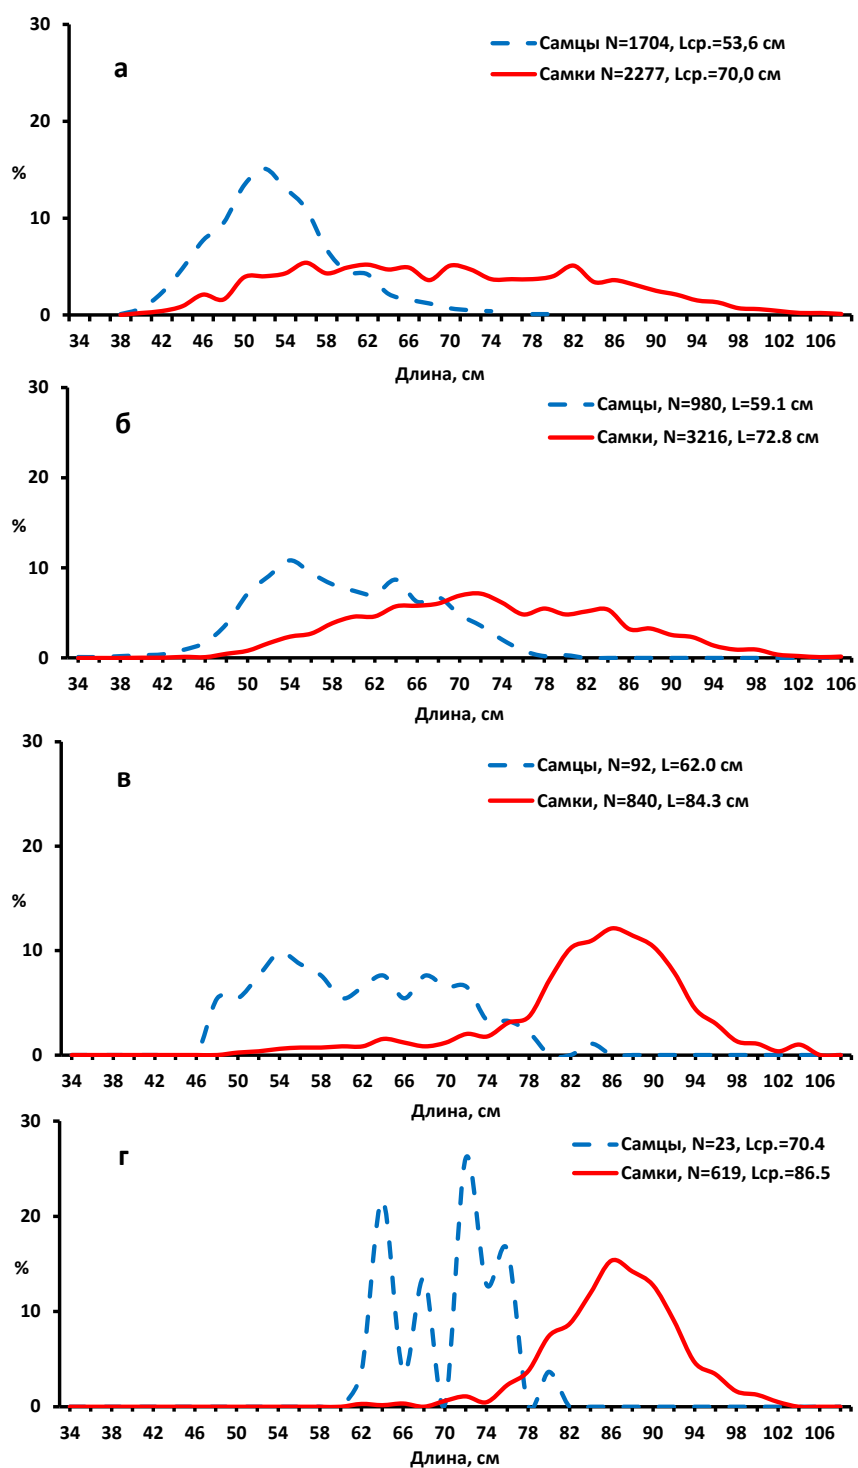 30
Самцы N=1704, Lср.=53,6 см
Самки N=2277, Lср.=70,0 см
а
20
%
10
0
34 38 42 46 50 54 58 62 66 70 74 78 82 86 90 94 98 102 106
Длина, см
30
Самцы, N=980, L=59.1 см
Самки, N=3216, L=72.8 см
б
20
%
10
0
34 38 42 46 50 54 58 62 66 70 74 78 82 86 90 94 98 102 106
Длина, см
30
Самцы, N=92, L=62.0 см
Самки, N=840, L=84.3 см
в
20
%
10
0
34 38 42 46 50 54 58 62 66 70 74 78 82 86 90 94 98 102 106
Длина, см
30
Самцы, N=23, Lср.=70.4
Самки, N=619, Lср.=86.5
г
20
%
10
0
34 38 42 46 50 54 58 62 66 70 74 78 82 86 90 94 98 102 106
Длина, см